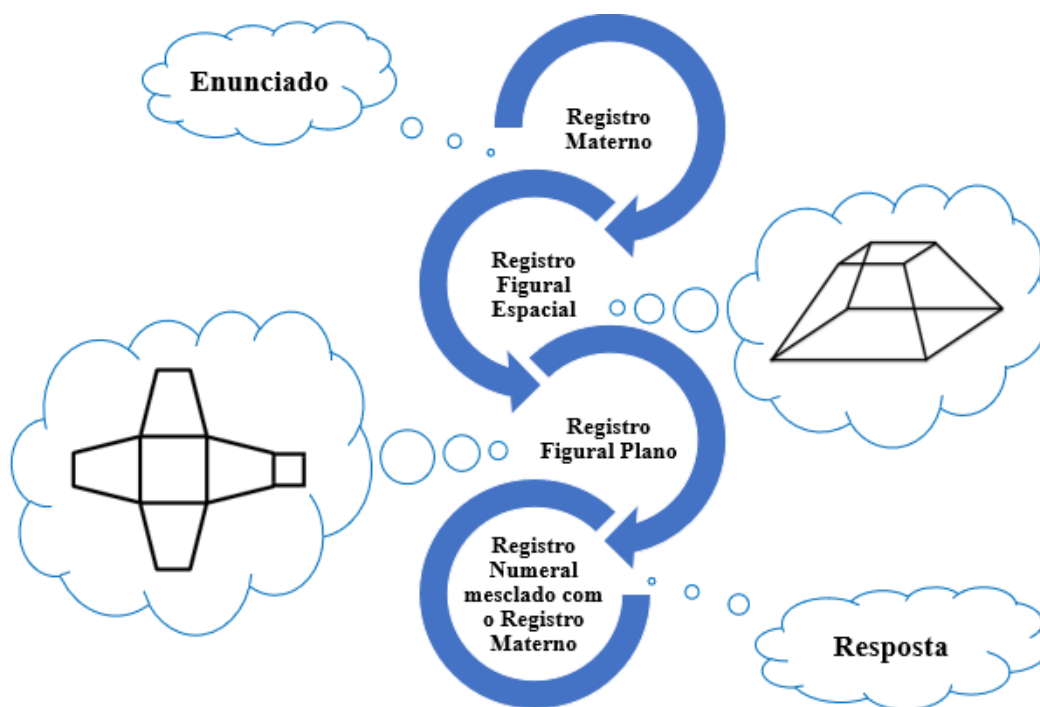 Enunciado
Registro
Materno
Registro
Figural
Espacial
Registro
Figural Plano
Registro
Numeral
mesclado com
o Registro
Materno
Resposta